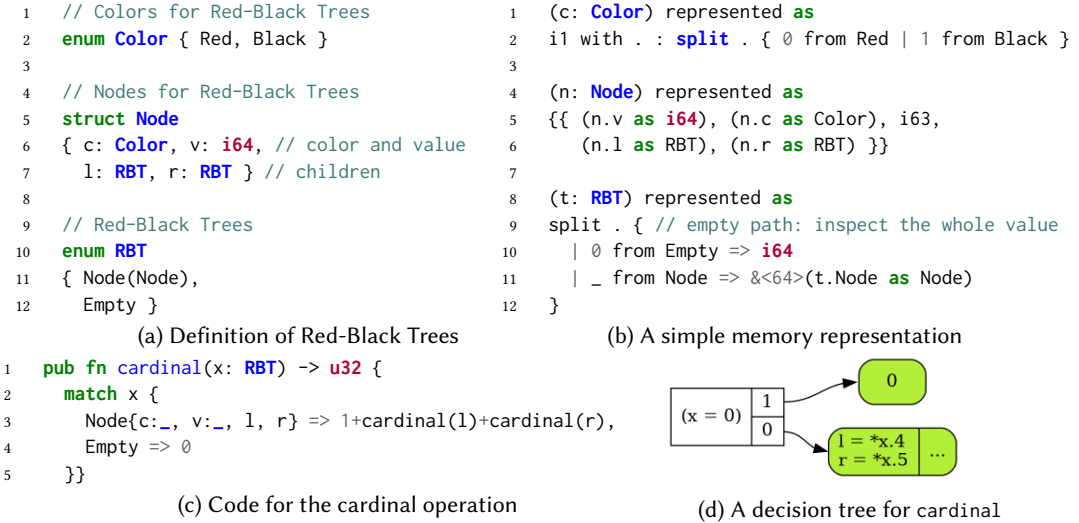 1 // Colors for Red-Black Trees
2 enum Color { Red, Black }
3
4 // Nodes for Red-Black Trees
5 struct Node
6 { c: Color, v: i64, // color and value
7 l: RBT, r: RBT } // children
8
9 // Red-Black Trees
10 enum RBT
11 { Node(Node),
12 Empty }
(a) Definition of Red-Black Trees
1 (c: Color) represented as
2 i1 with . : split . { 0 from Red | 1 from Black }
3
4 (n: Node) represented as
5 {{ (n.v as i64), (n.c as Color), i63,
6 (n.l as RBT), (n.r as RBT) }}
7
8 (t: RBT) represented as
9 split . { // empty path: inspect the whole value
10 | 0 from Empty => i64
11 | _ from Node => &<64>(t.Node as Node)
12 }
(b) A simple memory representation
1 pub fn cardinal(x: RBT) -> u32 {
2 match x {
3 Node{c:_, v:_, l, r} => 1+cardinal(l)+cardinal(r),
4 Empty => 0
5 }}
(c) Code for the cardinal operation
(x = 0)
1
0
0
l = *x.4
r = *x.5
...
(d) A decision tree for cardinal